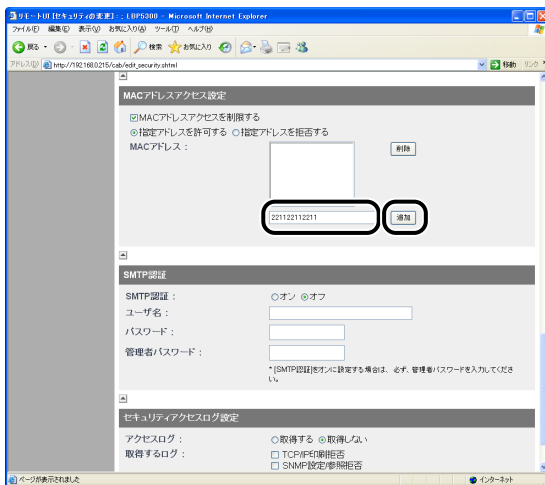 リモートUI [セキュリティの変更] : ; LBP5300 - Microsoft Internet Explorer
ファイル(F) 編集(E) 表示(V) お気に入り(A) ツール(T) ヘルプ(H)
戻る 検索 お気に入り
アドレス(D) http://192.168.0.215/cab/edit_security.shtml 移動 リンク
MACアドレスアクセス設定
MACアドレスアクセスを制限する
指定アドレスを許可する 指定アドレスを拒否する
MACアドレス : 削除
221122112211 追加
SMTP認証
SMTP認証 : オン オフ
ユーザ名 :
パスワード :
管理者パスワード :
* [SMTP認証]をオンに設定する場合は、必ず、管理者パスワードを入力してくださ
い。
セキュリティアクセスログ設定
アクセスログ : 取得する 取得しない
取得するログ : TCP/IP印刷拒否
SNMP設定/参照拒否
ページが表示されました インターネット